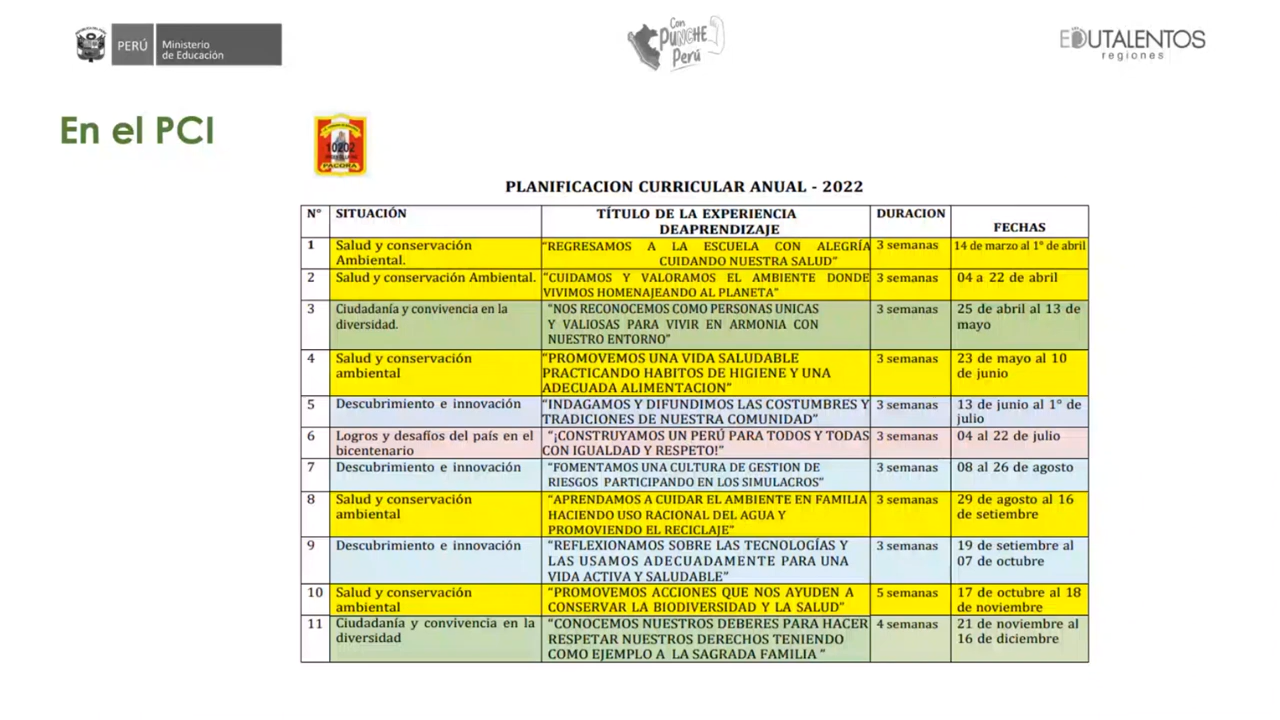 PERÚ
Ministerio
de Educación
Con
PUNCHE
Perú
EDUTALENTOS
regiones
En el PCI
10202
PACORA
PLANIFICACION CURRICULAR ANUAL - 2022
N° SITUACIÓN TÍTULO DE LA EXPERIENCIA DEAPRENDIZAJE DURACION FECHAS
1 Salud y conservación Ambiental. “REGRESAMOS A LA ESCUELA CON ALEGRÍA CUIDANDO NUESTRA SALUD” 3 semanas 14 de marzo al 1° de abril
2 Salud y conservación Ambiental. “CUIDAMOS Y VALORAMOS EL AMBIENTE DONDE VIVIMOS HOMENAJEANDO AL PLANETA” 3 semanas 04 a 22 de abril
3 Ciudadanía y convivencia en la diversidad. “NOS RECONOCEMOS COMO PERSONAS UNICAS Y VALIOSAS PARA VIVIR EN ARMONIA CON NUESTRO ENTORNO” 3 semanas 25 de abril al 13 de mayo
4 Salud y conservación ambiental “PROMOVEMOS UNA VIDA SALUDABLE PRACTICANDO HABITOS DE HIGIENE Y UNA ADECUADA ALIMENTACION” 3 semanas 23 de mayo al 10 de junio
5 Descubrimiento e innovación “INDAGAMOS Y DIFUNDIMOS LAS COSTUMBRES Y TRADICIONES DE NUESTRA COMUNIDAD” 3 semanas 13 de junio al 1° de julio
6 Logros y desafíos del país en el bicentenario “¡CONSTRUYAMOS UN PERÚ PARA TODOS Y TODAS CON IGUALDAD Y RESPETO!” 3 semanas 04 al 22 de julio
7 Descubrimiento e innovación “FOMENTAMOS UNA CULTURA DE GESTION DE RIESGOS PARTICIPANDO EN LOS SIMULACROS” 3 semanas 08 al 26 de agosto
8 Salud y conservación ambiental “APRENDAMOS A CUIDAR EL AMBIENTE EN FAMILIA HACIENDO USO RACIONAL DEL AGUA Y PROMOVIENDO EL RECICLAJE” 3 semanas 29 de agosto al 16 de setiembre
9 Descubrimiento e innovación “REFLEXIONAMOS SOBRE LAS TECNOLOGÍAS Y LAS USAMOS ADECUADAMENTE PARA UNA VIDA ACTIVA Y SALUDABLE” 3 semanas 19 de setiembre al 07 de octubre
10 Salud y conservación ambiental “PROMOVEMOS ACCIONES QUE NOS AYUDEN A CONSERVAR LA BIODIVERSIDAD Y LA SALUD” 5 semanas 17 de octubre al 18 de noviembre
11 Ciudadanía y convivencia en la diversidad “CONOCEMOS NUESTROS DEBERES PARA HACER RESPETAR NUESTROS DERECHOS TENIENDO COMO EJEMPLO A LA SAGRADA FAMILIA ” 4 semanas 21 de noviembre al 16 de diciembre